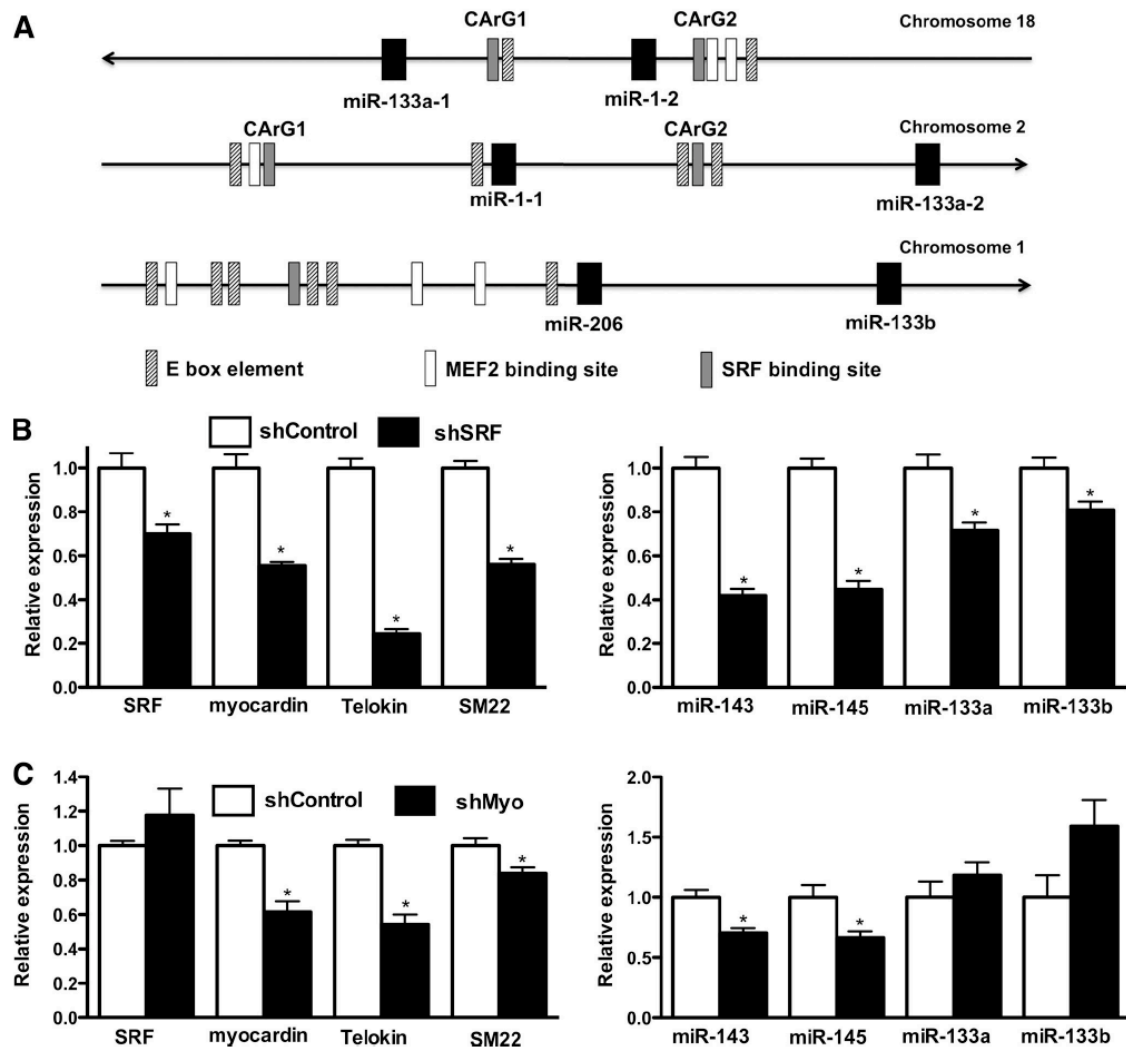 A
CArG1
CArG2
Chromosome 18
miR-133a-1
miR-1-2
CArG1
CArG2
Chromosome 2
miR-1-1
miR-133a-2
Chromosome 1
miR-206
miR-133b
E box element
MEF2 binding site
SRF binding site
B
shControl
shSRF
Relative expression
1.0
0.8
0.6
0.4
0.2
0.0
* * * *
SRF myocardin Telokin SM22
Relative expression
1.0
0.8
0.6
0.4
0.2
0.0
* * * *
miR-143 miR-145 miR-133a miR-133b
C
shControl
shMyo
Relative expression
1.4
1.2
1.0
0.8
0.6
0.4
0.2
0.0
* * *
SRF myocardin Telokin SM22
Relative expression
2.0
1.5
1.0
0.5
0.0
* *
miR-143 miR-145 miR-133a miR-133b